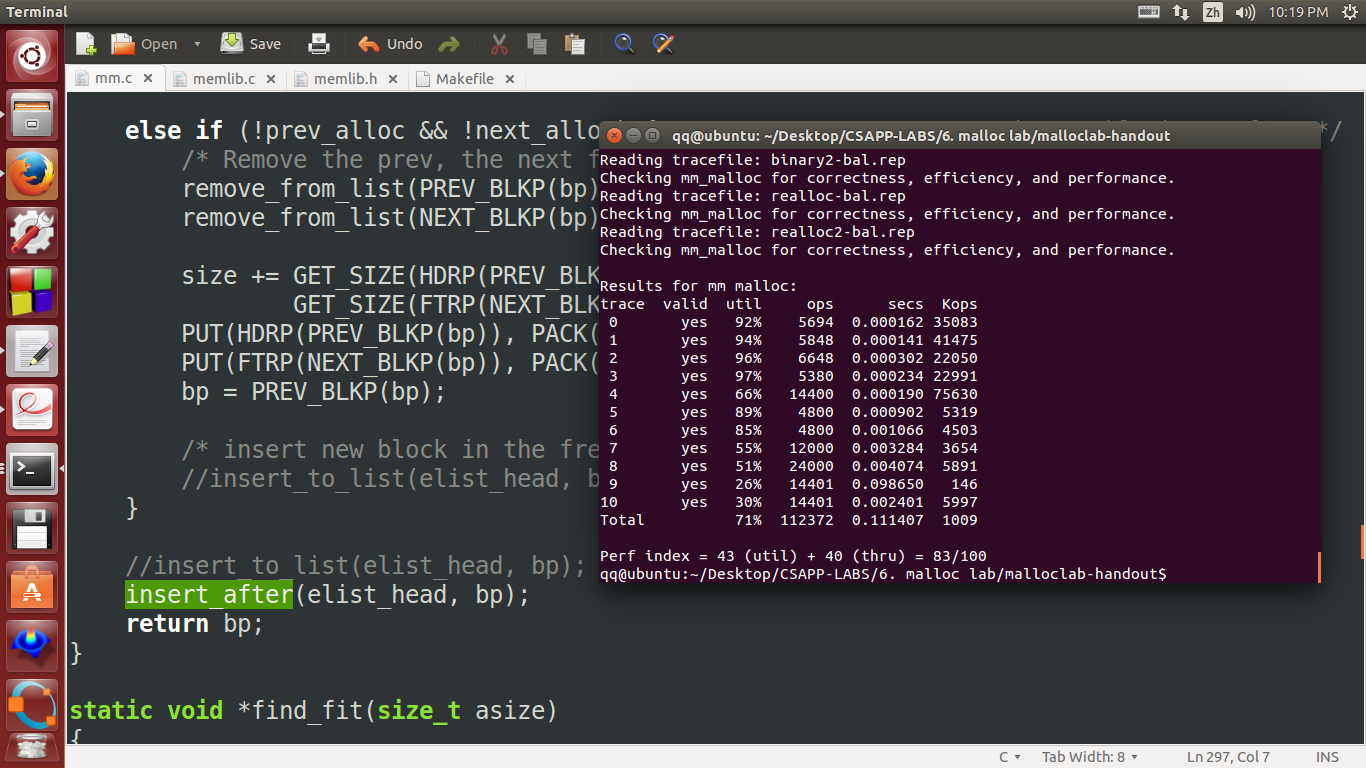 Terminal
Zh
10:19 PM
Open
Save
Undo
mm.c
memlib.c
memlib.h
Makefile
else if (!prev_alloc && !next_allo
*/
/* Remove the prev, the next f
remove_from_list(PREV_BLKP(bp)
remove_from_list(NEXT_BLKP(bp)
size += GET_SIZE(HDRP(PREV_BLK
GET_SIZE(FTRP(NEXT_BLK
PUT(HDRP(PREV_BLKP(bp)), PACK(
PUT(FTRP(NEXT_BLKP(bp)), PACK(
bp = PREV_BLKP(bp);
/* insert new block in the fre
//insert_to_list(elist_head, b
}
//insert_to_list(elist_head, bp);
insert_after(elist_head, bp);
return bp;
}
static void *find_fit(size_t asize)
{
qq@ubuntu: ~/Desktop/CSAPP-LABS/6. malloc lab/malloclab-handout
Reading tracefile: binary2-bal.rep
Checking mm_malloc for correctness, efficiency, and performance.
Reading tracefile: realloc-bal.rep
Checking mm_malloc for correctness, efficiency, and performance.
Reading tracefile: realloc2-bal.rep
Checking mm_malloc for correctness, efficiency, and performance.
Results for mm malloc:
trace valid util ops secs Kops
0 yes 92% 5694 0.000162 35083
1 yes 94% 5848 0.000141 41475
2 yes 96% 6648 0.000302 22050
3 yes 97% 5380 0.000234 22991
4 yes 66% 14400 0.000190 75630
5 yes 89% 4800 0.000902 5319
6 yes 85% 4800 0.001066 4503
7 yes 55% 12000 0.003284 3654
8 yes 51% 24000 0.004074 5891
9 yes 26% 14401 0.098650 146
10 yes 30% 14401 0.002401 5997
Total 71% 112372 0.111407 1009
Perf index = 43 (util) + 40 (thru) = 83/100
qq@ubuntu:~/Desktop/CSAPP-LABS/6. malloc lab/malloclab-handout$
C
Tab Width: 8
Ln 297, Col 7
INS